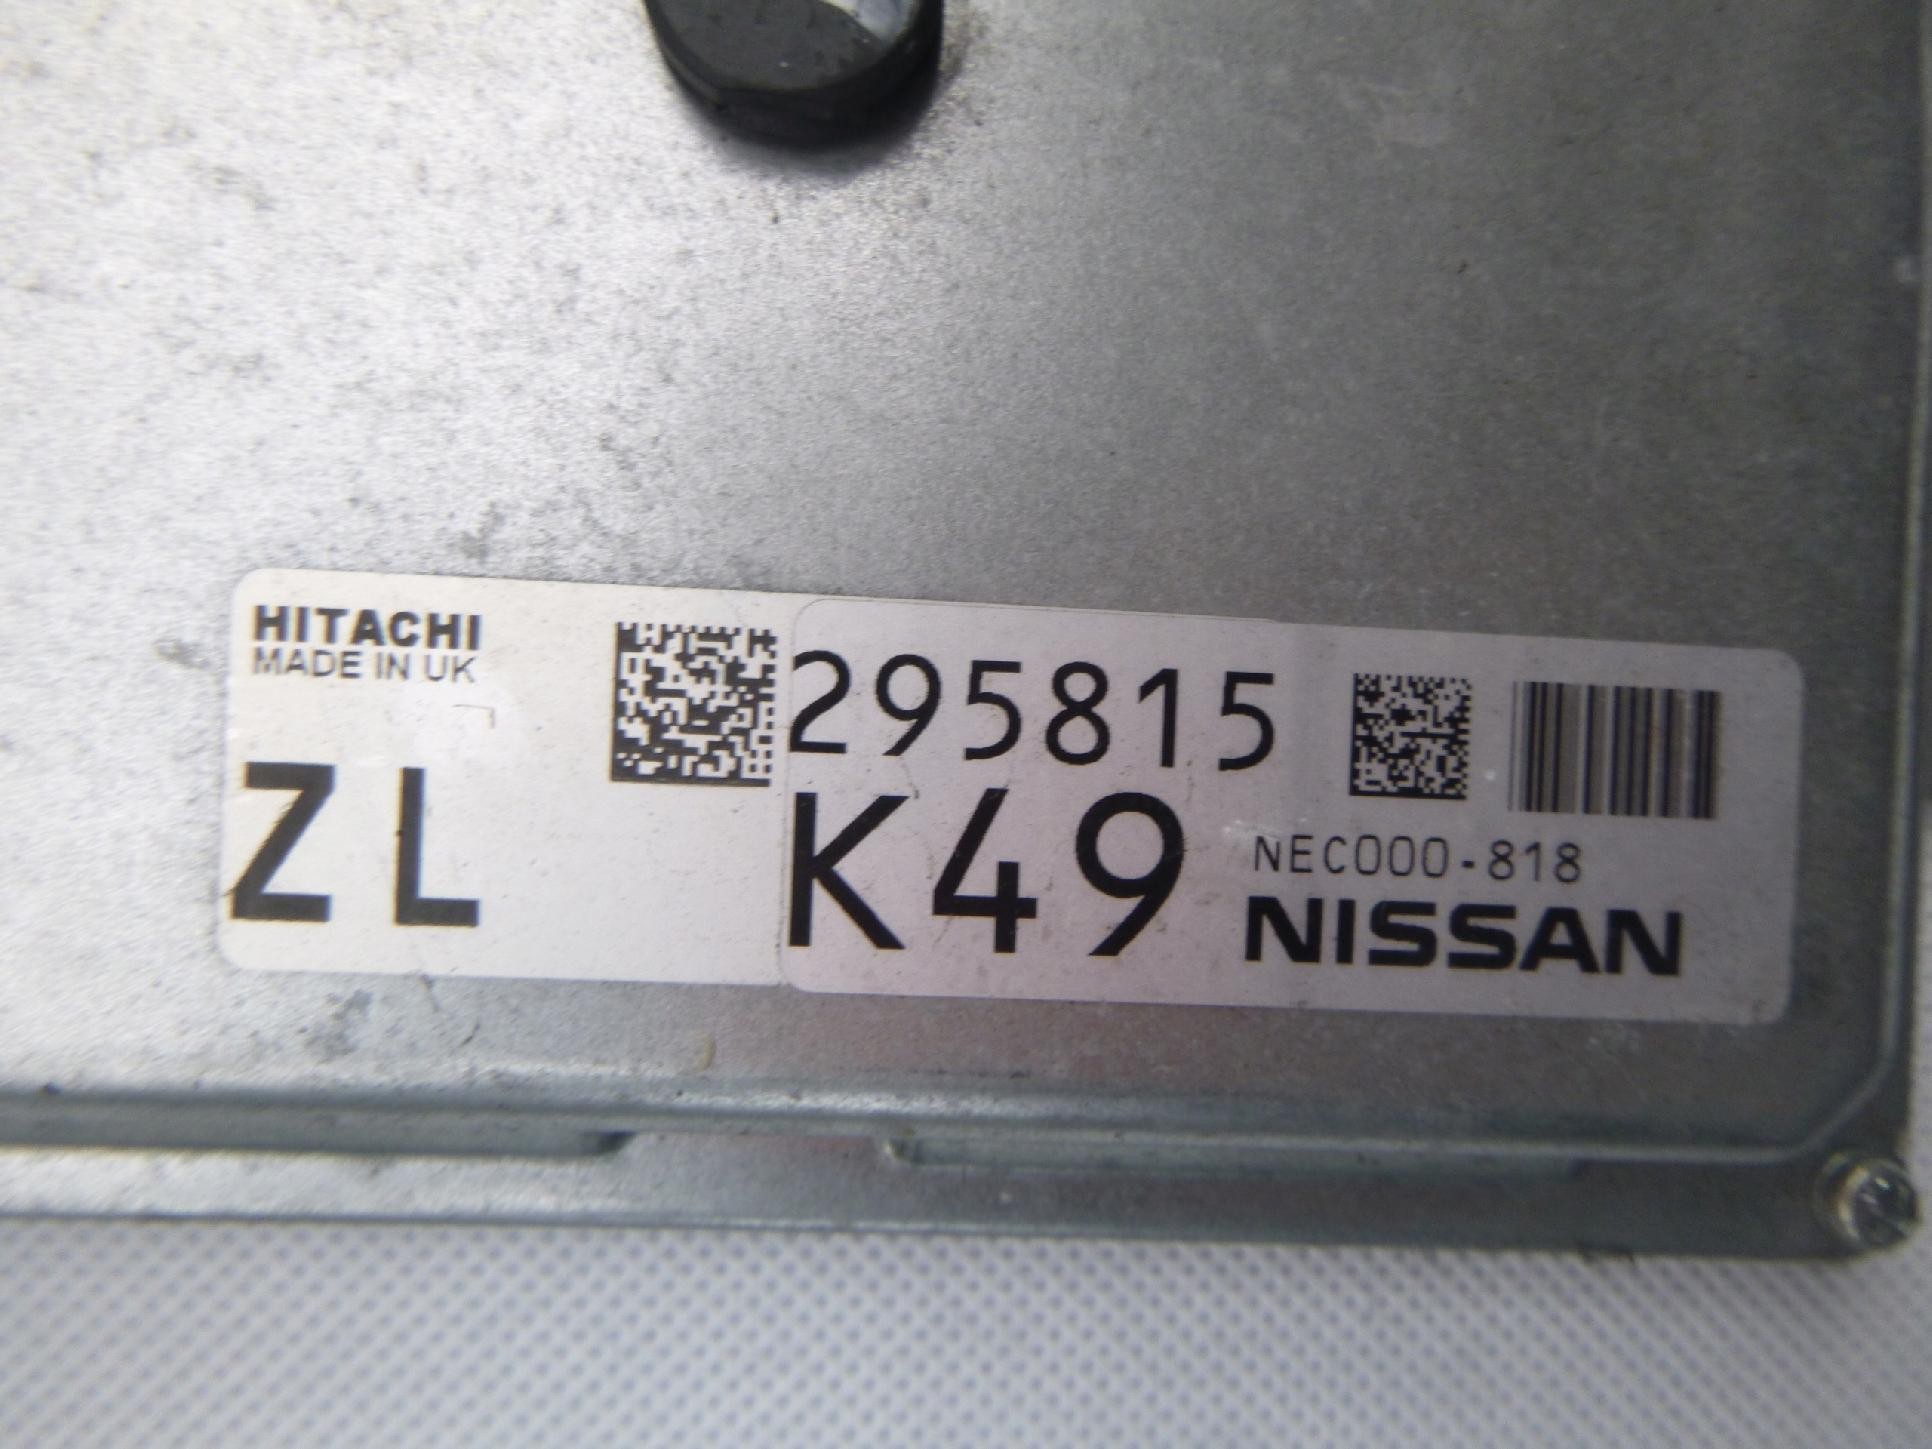 HITACHI
MADE IN UK
ZL
295815
K49
NEC000-818
NISSAN